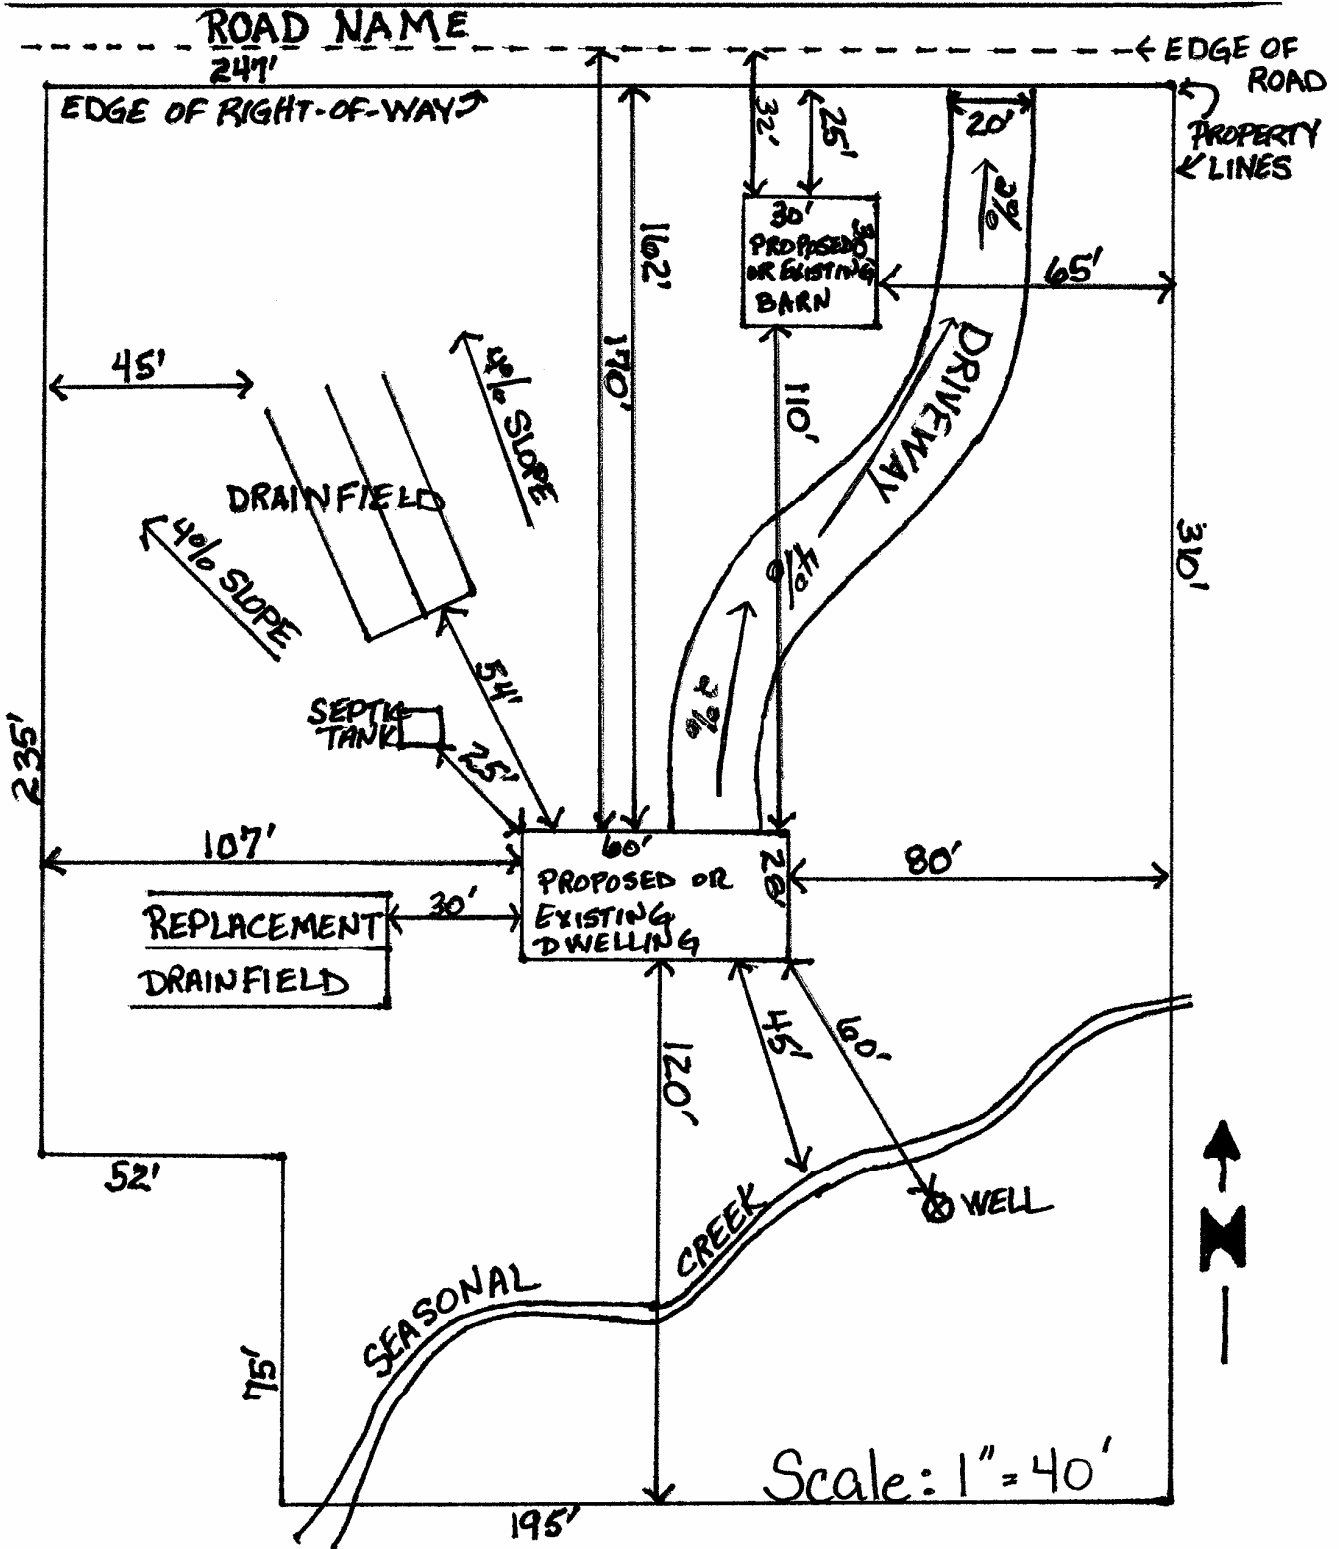 ROAD NAME
EDGE OF
ROAD
247'
EDGE OF RIGHT-OF-WAY
20'
PROPERTY
LINES
32'
25'
2%
30'
30'
PROPOSED
OR EXISTING
BARN
65'
162'
170'
110'
45'
4% SLOPE
DRIVEWAY
DRAINFIELD
4% SLOPE
4%
310'
54'
2%
SEPTIC
TANK
25'
235'
107'
60'
28'
80'
PROPOSED OR
EXISTING
DWELLING
30'
REPLACEMENT
DRAINFIELD
45'
60'
120'
52'
WELL
CREEK
SEASONAL
N
75'
Scale: 1" = 40'
195'